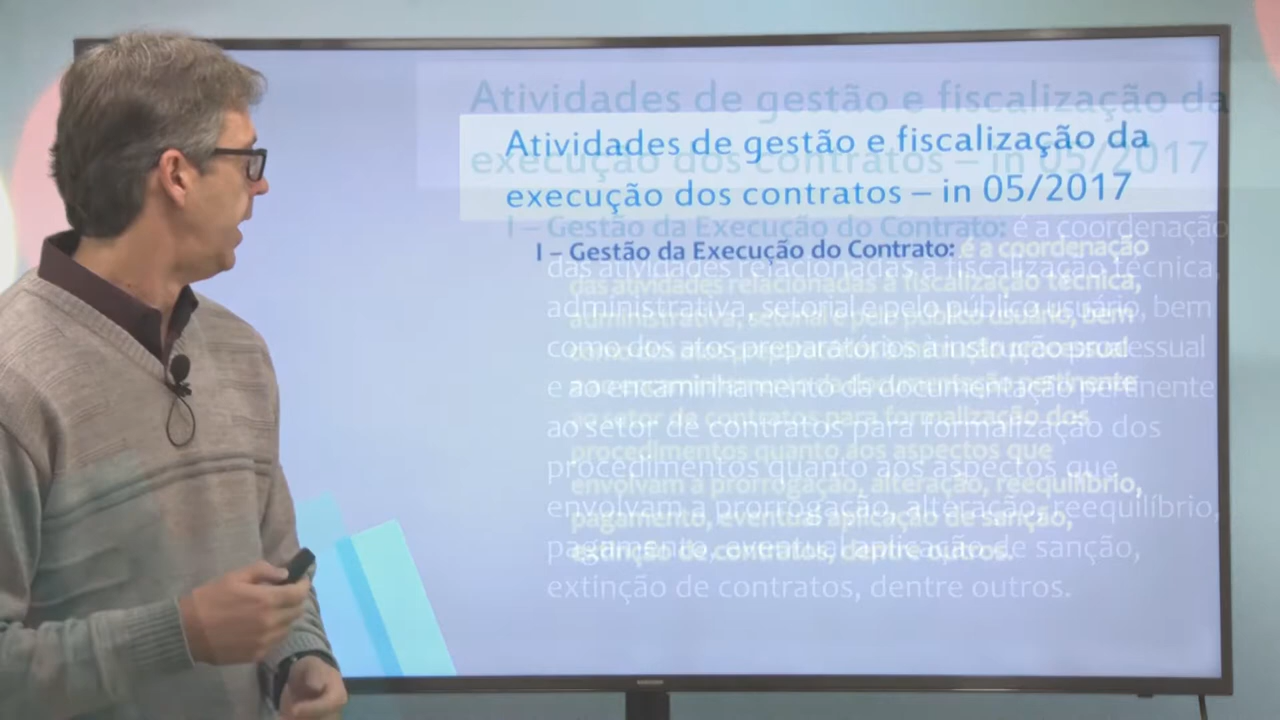 Atividades de gestão e fiscalização da
execução dos contratos – in 05/2017
I – Gestão da Execução do Contrato: é a coordenação
das atividades relacionadas à fiscalização técnica,
administrativa, setorial e pelo público usuário, bem
como dos atos preparatórios à instrução processual
e ao encaminhamento da documentação pertinente
ao setor de contratos para formalização dos
procedimentos quanto aos aspectos que
envolvam a prorrogação, alteração, reequilíbrio,
pagamento, eventual aplicação de sanção,
extinção de contratos, dentre outros.